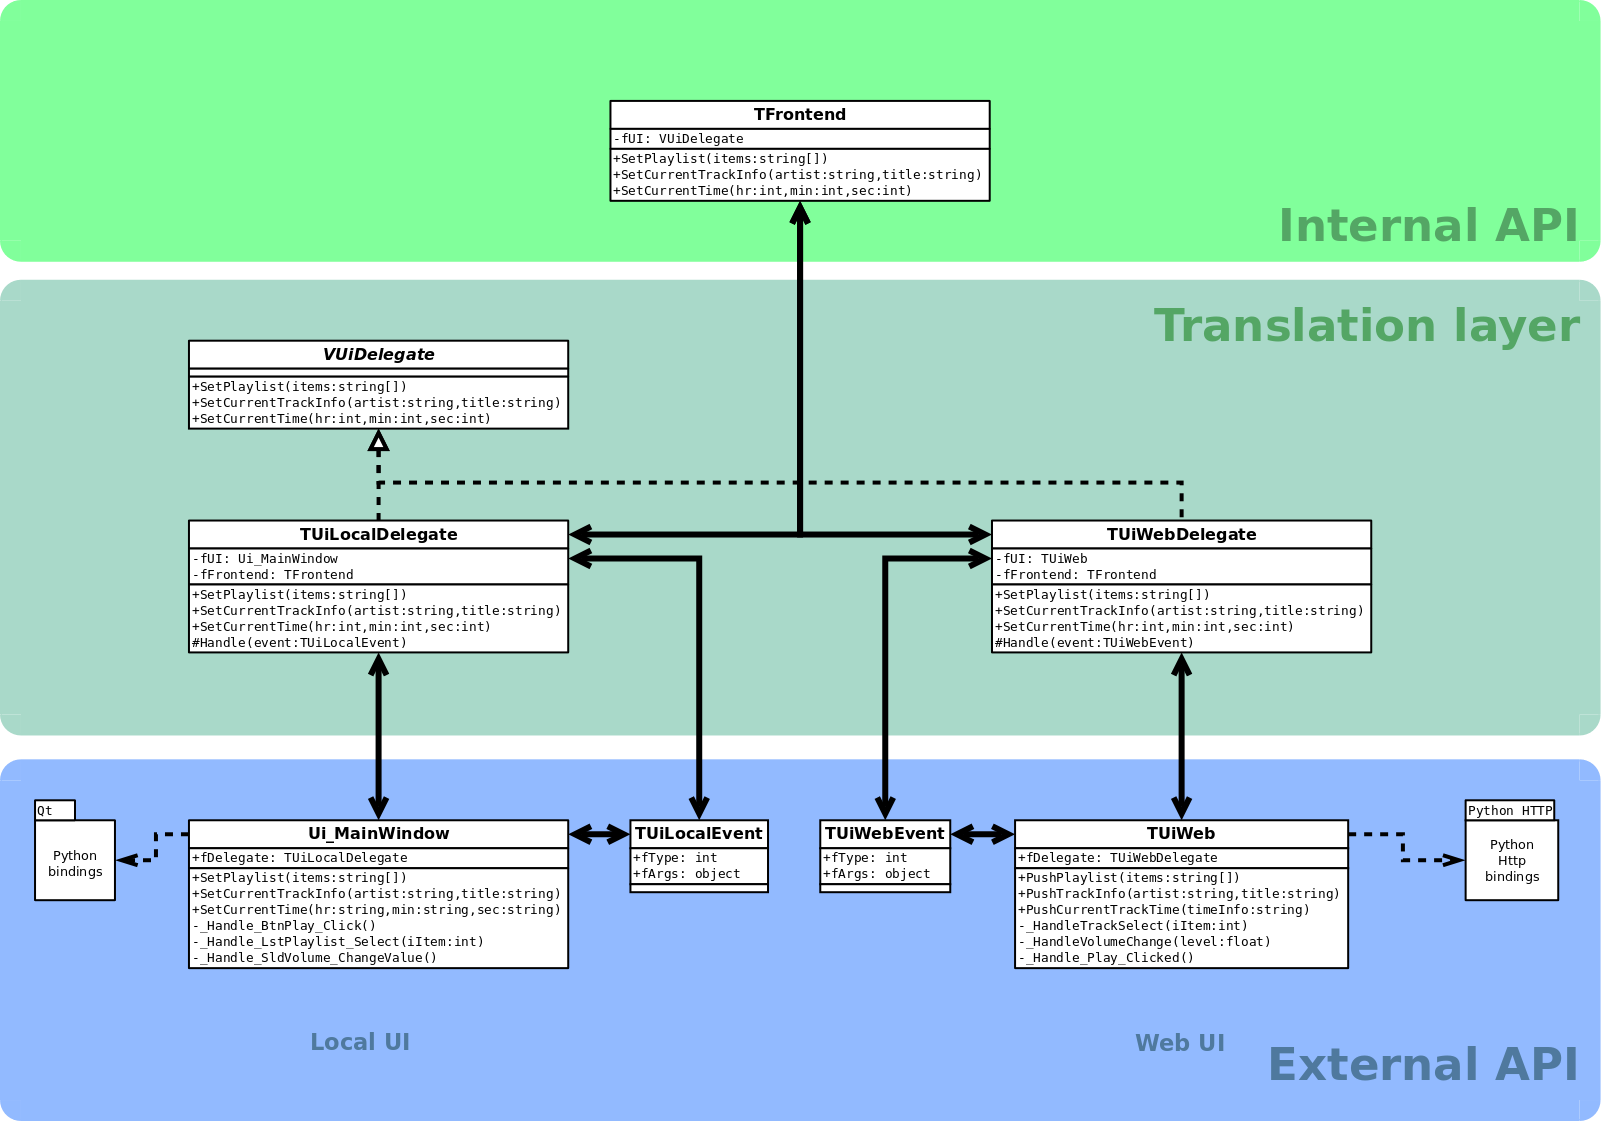 TFrontend
-fUI: VUiDelegate
+SetPlaylist(items:string[])
+SetCurrentTrackInfo(artist:string,title:string)
+SetCurrentTime(hr:int,min:int,sec:int)
Internal API
Translation layer
VUiDelegate
+SetPlaylist(items:string[])
+SetCurrentTrackInfo(artist:string,title:string)
+SetCurrentTime(hr:int,min:int,sec:int)
TUiLocalDelegate
-fUI: Ui_MainWindow
-fFrontend: TFrontend
+SetPlaylist(items:string[])
+SetCurrentTrackInfo(artist:string,title:string)
+SetCurrentTime(hr:int,min:int,sec:int)
#Handle(event:TUiLocalEvent)
TUiWebDelegate
-fUI: TUiWeb
-fFrontend: TFrontend
+SetPlaylist(items:string[])
+SetCurrentTrackInfo(artist:string,title:string)
+SetCurrentTime(hr:int,min:int,sec:int)
#Handle(event:TUiWebEvent)
Qt
Python
bindings
Ui_MainWindow
+fDelegate: TUiLocalDelegate
+SetPlaylist(items:string[])
+SetCurrentTrackInfo(artist:string,title:string)
+SetCurrentTime(hr:string,min:string,sec:string)
-_Handle_BtnPlay_Click()
-_Handle_LstPlaylist_Select(iItem:int)
-_Handle_SldVolume_ChangeValue()
TUiLocalEvent
+fType: int
+fArgs: object
TUiWebEvent
+fType: int
+fArgs: object
TUiWeb
+fDelegate: TUiWebDelegate
+PushPlaylist(items:string[])
+PushTrackInfo(artist:string,title:string)
+PushCurrentTrackTime(timeInfo:string)
-_HandleTrackSelect(iItem:int)
-_HandleVolumeChange(level:float)
-_Handle_Play_Clicked()
Python HTTP
Python
Http
bindings
Local UI
Web UI
External API